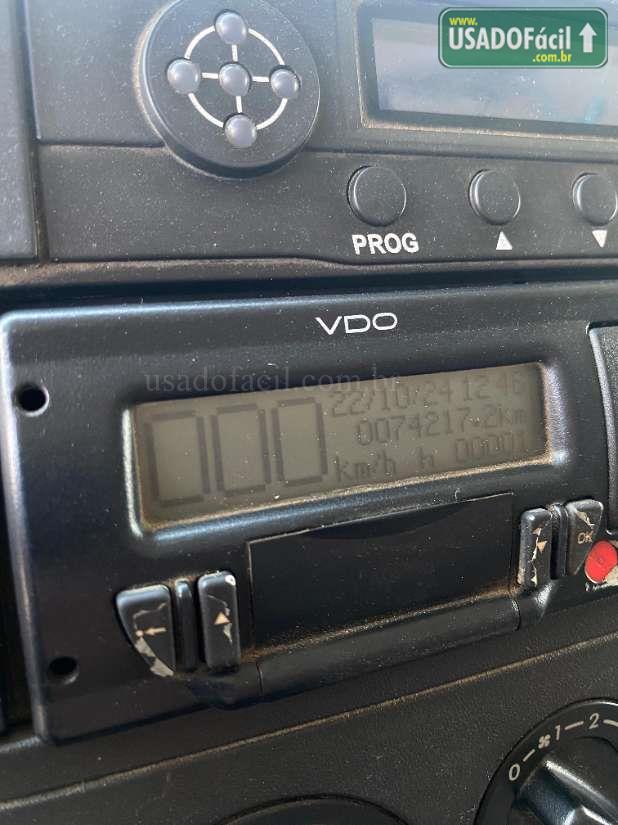 www.
USADOFácil
.com.br
PROG
VDO
usadofacil.com.br
22/10/24 12:46
000 0074217.2km
km/h h 00001
OK
0 1 2